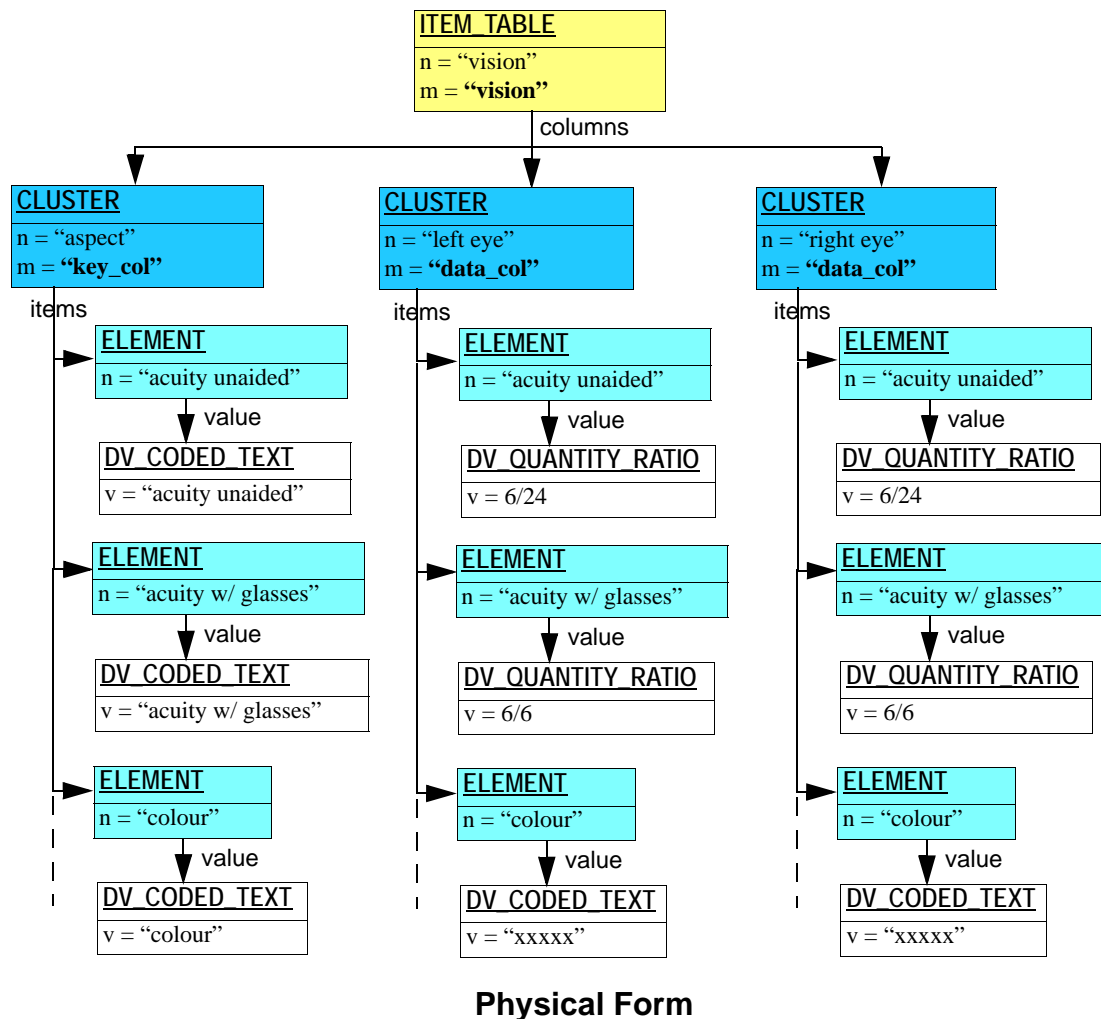 ITEM_TABLE
n = “vision”
m = “vision”
columns
CLUSTER
n = “aspect”
m = “key_col”
items
ELEMENT
n = “acuity unaided”
value
DV_CODED_TEXT
v = “acuity unaided”
ELEMENT
n = “acuity w/ glasses”
value
DV_CODED_TEXT
v = “acuity w/ glasses”
ELEMENT
n = “colour”
value
DV_CODED_TEXT
v = “colour”
CLUSTER
n = “left eye”
m = “data_col”
items
ELEMENT
n = “acuity unaided”
value
DV_QUANTITY_RATIO
v = 6/24
ELEMENT
n = “acuity w/ glasses”
value
DV_QUANTITY_RATIO
v = 6/6
ELEMENT
n = “colour”
value
DV_CODED_TEXT
v = “xxxxx”
CLUSTER
n = “right eye”
m = “data_col”
items
ELEMENT
n = “acuity unaided”
value
DV_QUANTITY_RATIO
v = 6/24
ELEMENT
n = “acuity w/ glasses”
value
DV_QUANTITY_RATIO
v = 6/6
ELEMENT
n = “colour”
value
DV_CODED_TEXT
v = “xxxxx”
Physical Form